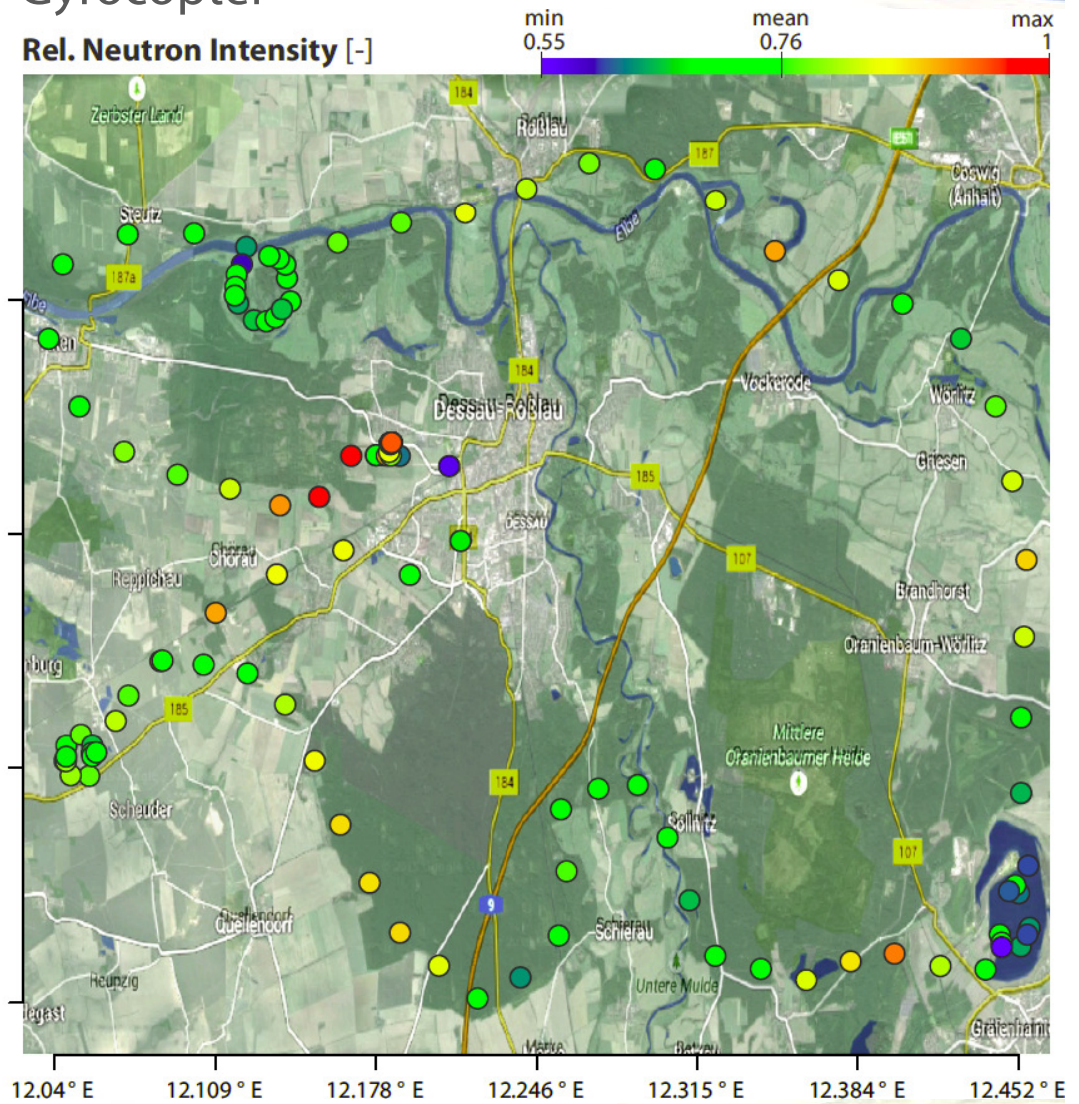 Gyrocopter
min mean max
Rel. Neutron Intensity [-] 0.55 0.76 1
184
Zerbster Land
Roßlau
187
Coswig
(Anhalt)
Steutz
Elbe
187a
184
Vockerode
Wörlitz
Dessau-Roßlau
Griesen
185
DESSAU
Chörau
107
Reppichau
Brandhorst
Oranienbaum-Wörlitz
185
Mittlere
Oranienbaumer Heide
184
Scheuder
Sollnitz
107
9
Quellendorf
Schierau
Reupzig
Untere Mulde
12.04° E 12.109° E 12.178° E 12.246° E 12.315° E 12.384° E 12.452° E